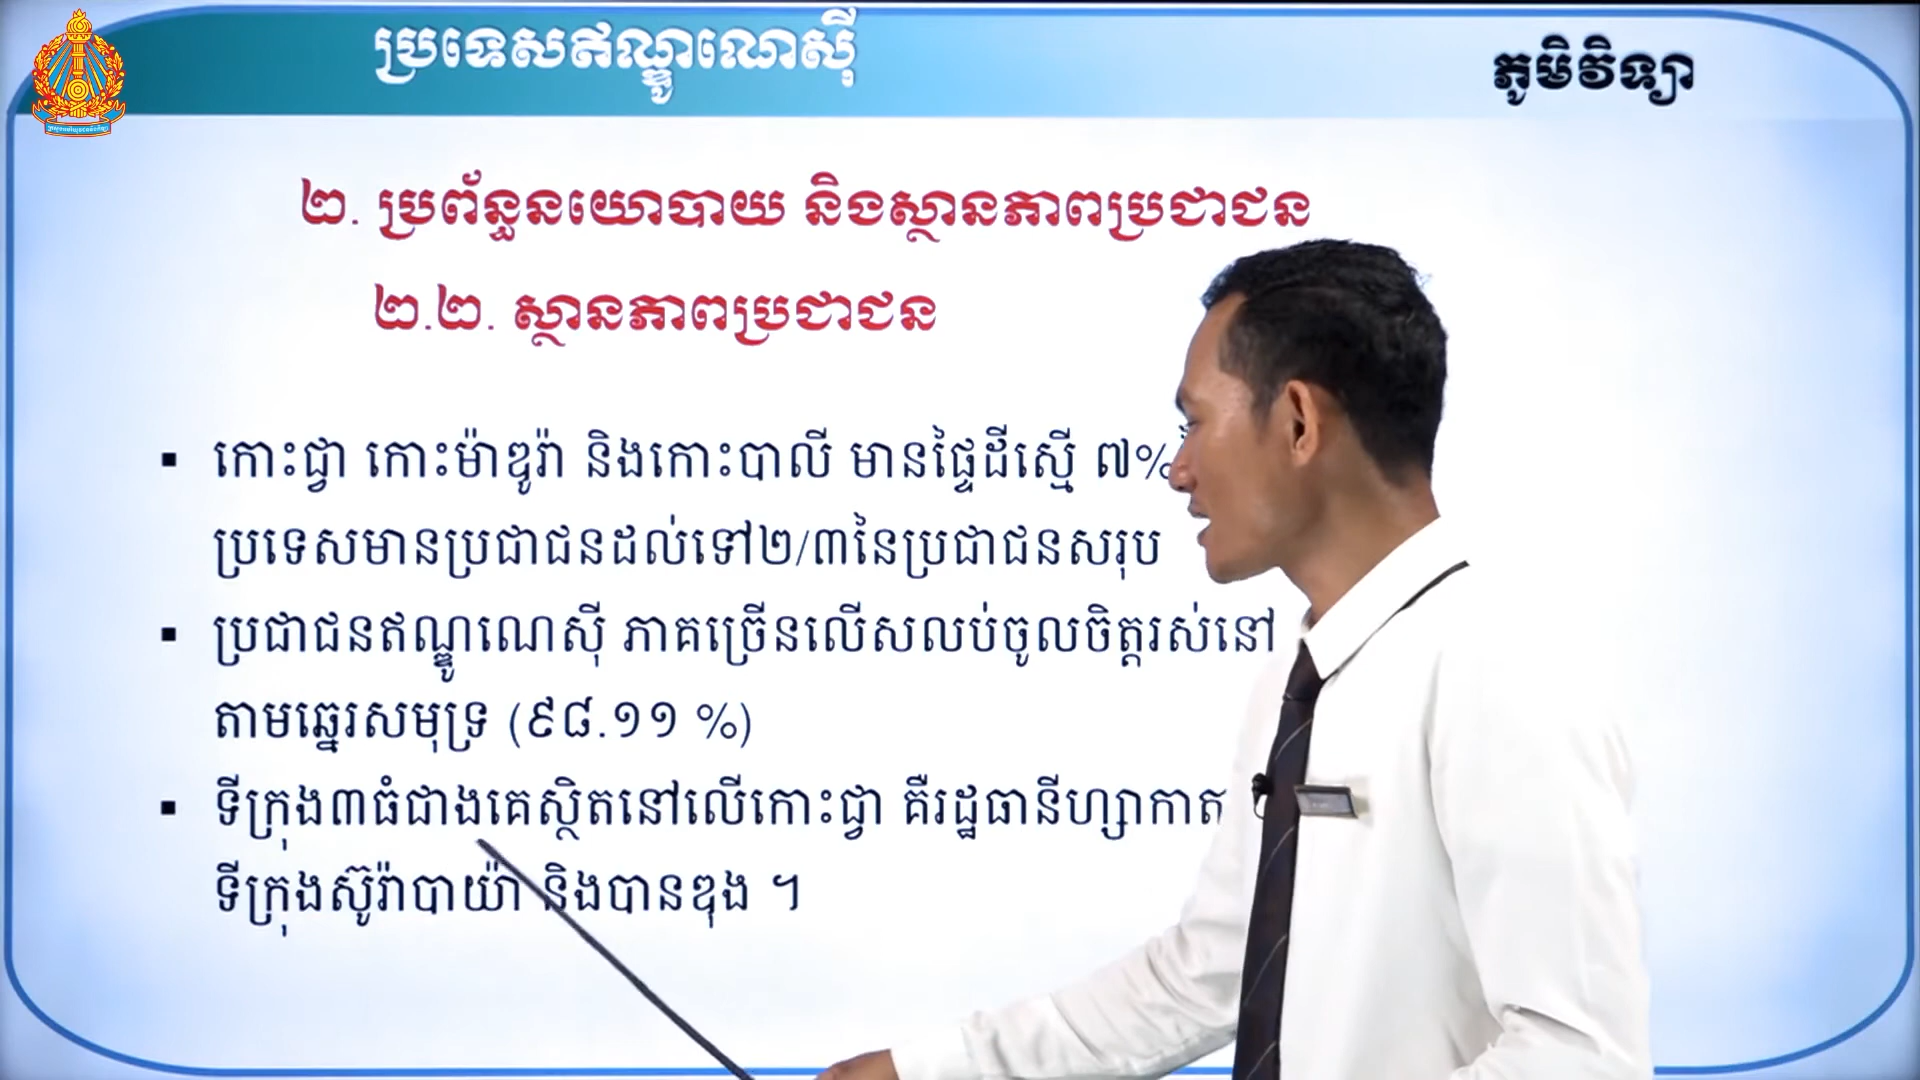 ប្រទេសឥណ្ឌូណេស៊ី
ភូមិវិទ្យា
២. ប្រព័ន្ធនយោបាយ និងស្ថានភាពប្រជាជន
២.២. ស្ថានភាពប្រជាជន
▪ កោះជ្វា កោះម៉ាឌូរ៉ា និងកោះបាលី មានផ្ទៃដីស្មើ ៧%
ប្រទេសមានប្រជាជនដល់ទៅ២/៣នៃប្រជាជនសរុប
▪ ប្រជាជនឥណ្ឌូណេស៊ី ភាគច្រើនលើសលប់ចូលចិត្តរស់នៅ
តាមឆ្នេរសមុទ្រ (៩៨.១១ %)
▪ ទីក្រុង៣ធំជាងគេស្ថិតនៅលើកោះជ្វា គឺរដ្ឋធានីហ្សាកាត
ទីក្រុងស៊ូរ៉ាបាយ៉ា និងបានឌុង ។